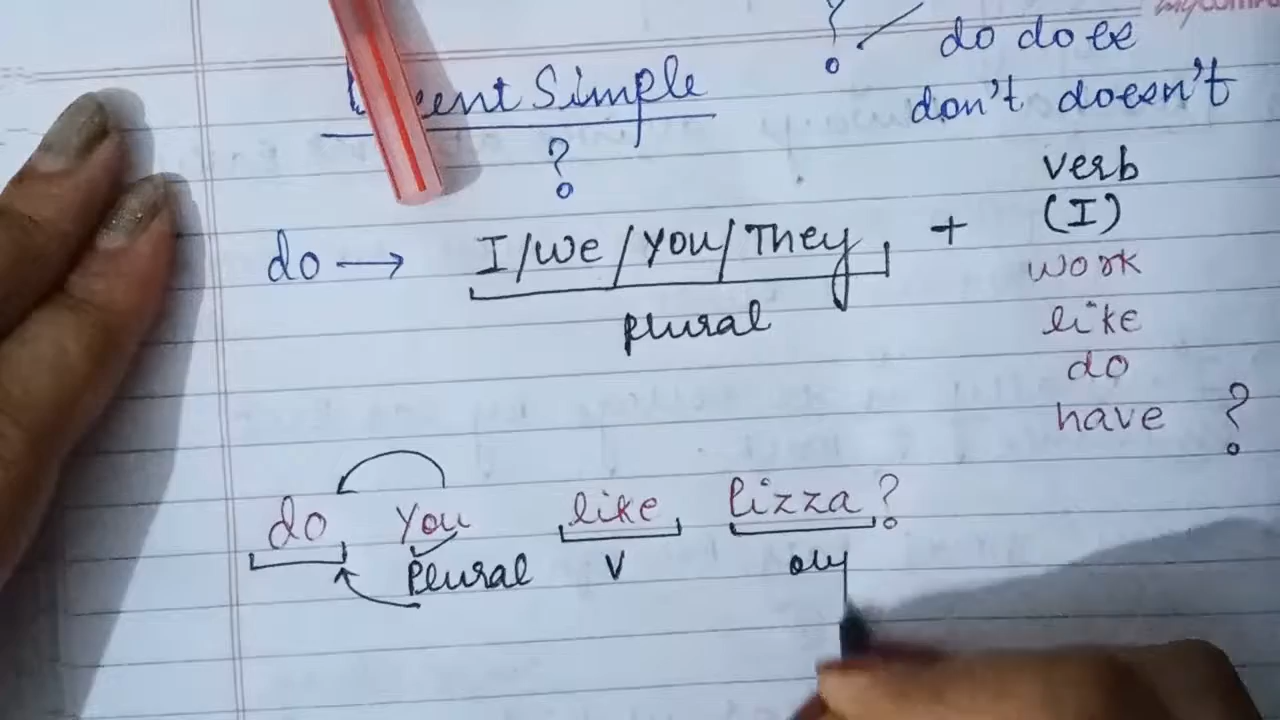 ?
do does
don't doesn't
ent Simple
?
verb
do → I/We/You/They + (I)
plural
work
like
do
have ?
do You like Pizza?
Plural V